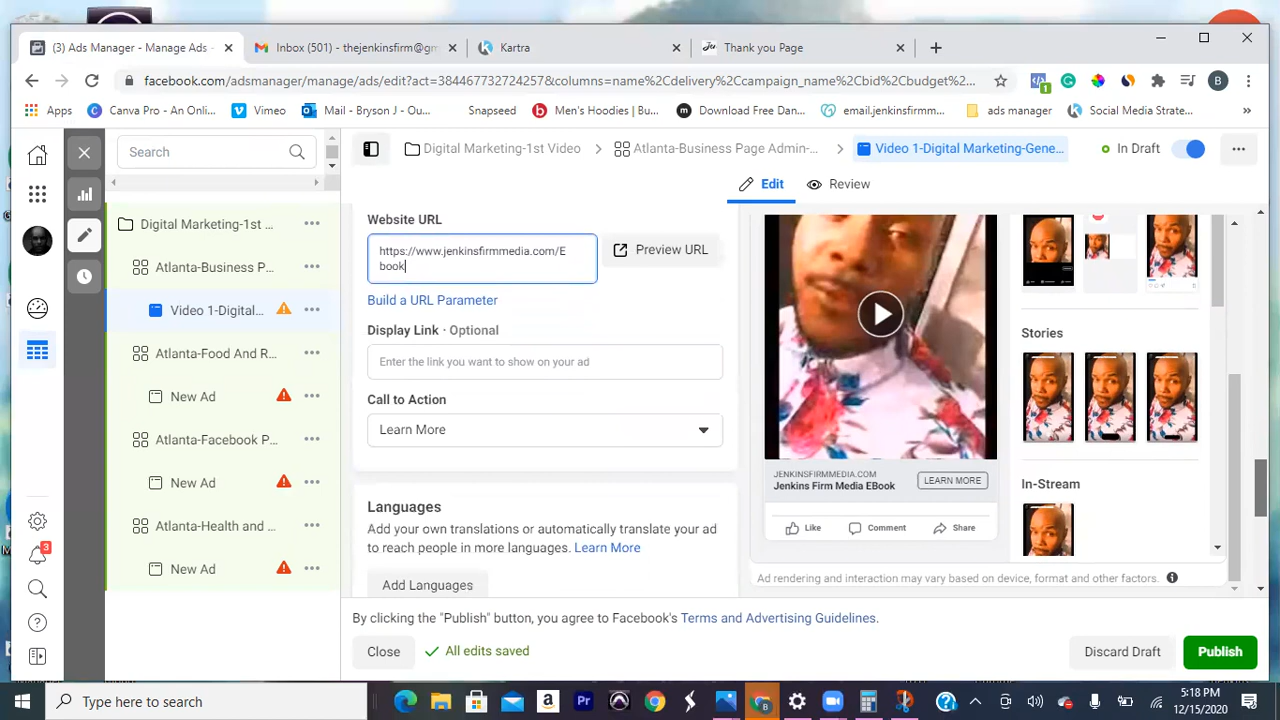 (3) Ads Manager - Manage Ads -
Inbox (501) - thejenkinsfirm@gm
Kartra
Thank you Page
facebook.com/adsmanager/manage/ads/edit?act=384467732724257&columns=name%2Cdelivery%2Ccampaign_name%2Cbid%2Cbudget%2C...
1
B
Apps
Canva Pro - An Onlin...
Vimeo
Mail - Bryson J - Ou...
Snapseed
Men's Hoodies | Bu...
Download Free Dan...
email.jenkinsfirmm...
ads manager
Social Media Strate...
»
Search
Digital Marketing-1st Video
Atlanta-Business Page Admin-...
Video 1-Digital Marketing-Gene...
In Draft
Edit
Review
Digital Marketing-1st ...
Atlanta-Business P...
Video 1-Digital...
Atlanta-Food And R...
New Ad
Atlanta-Facebook P...
New Ad
Atlanta-Health and ...
New Ad
3
Website URL
https://www.jenkinsfirmmedia.com/E
book
Preview URL
Build a URL Parameter
Display Link · Optional
Enter the link you want to show on your ad
Call to Action
Learn More
Languages
Add your own translations or automatically translate your ad
to reach people in more languages. Learn More
Add Languages
JENKINSFIRMMEDIA.COM
Jenkins Firm Media EBook
LEARN MORE
Like
Comment
Share
Stories
In-Stream
Ad rendering and interaction may vary based on device, format and other factors.
By clicking the "Publish" button, you agree to Facebook's Terms and Advertising Guidelines.
Close
All edits saved
Discard Draft
Publish
Type here to search
5:18 PM
12/15/2020